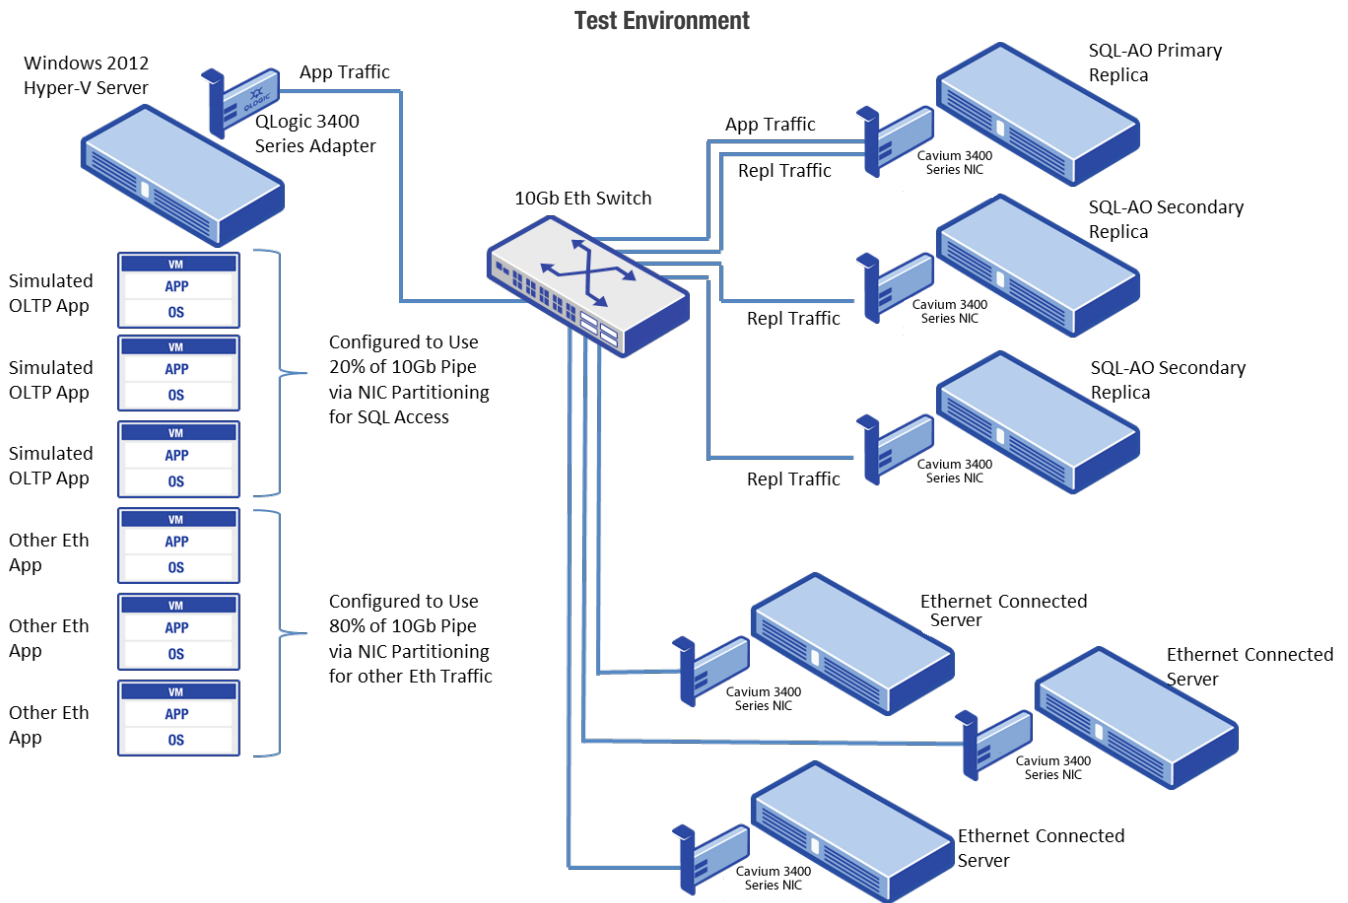 Test Environment
Windows 2012
Hyper-V Server
QLOGIC
App Traffic
QLogic 3400
Series Adapter
10Gb Eth Switch
App Traffic
Repl Traffic
Cavium 3400
Series NIC
SQL-AO Primary
Replica
Repl Traffic
Cavium 3400
Series NIC
SQL-AO Secondary
Replica
Repl Traffic
Cavium 3400
Series NIC
SQL-AO Secondary
Replica
Simulated
OLTP App
VM
APP
OS
Simulated
OLTP App
VM
APP
OS
Simulated
OLTP App
VM
APP
OS
Configured to Use
20% of 10Gb Pipe
via NIC Partitioning
for SQL Access
Other Eth
App
VM
APP
OS
Other Eth
App
VM
APP
OS
Other Eth
App
VM
APP
OS
Configured to Use
80% of 10Gb Pipe
via NIC Partitioning
for other Eth Traffic
Cavium 3400
Series NIC
Ethernet Connected
Server
Cavium 3400
Series NIC
Ethernet Connected
Server
Cavium 3400
Series NIC
Ethernet Connected
Server